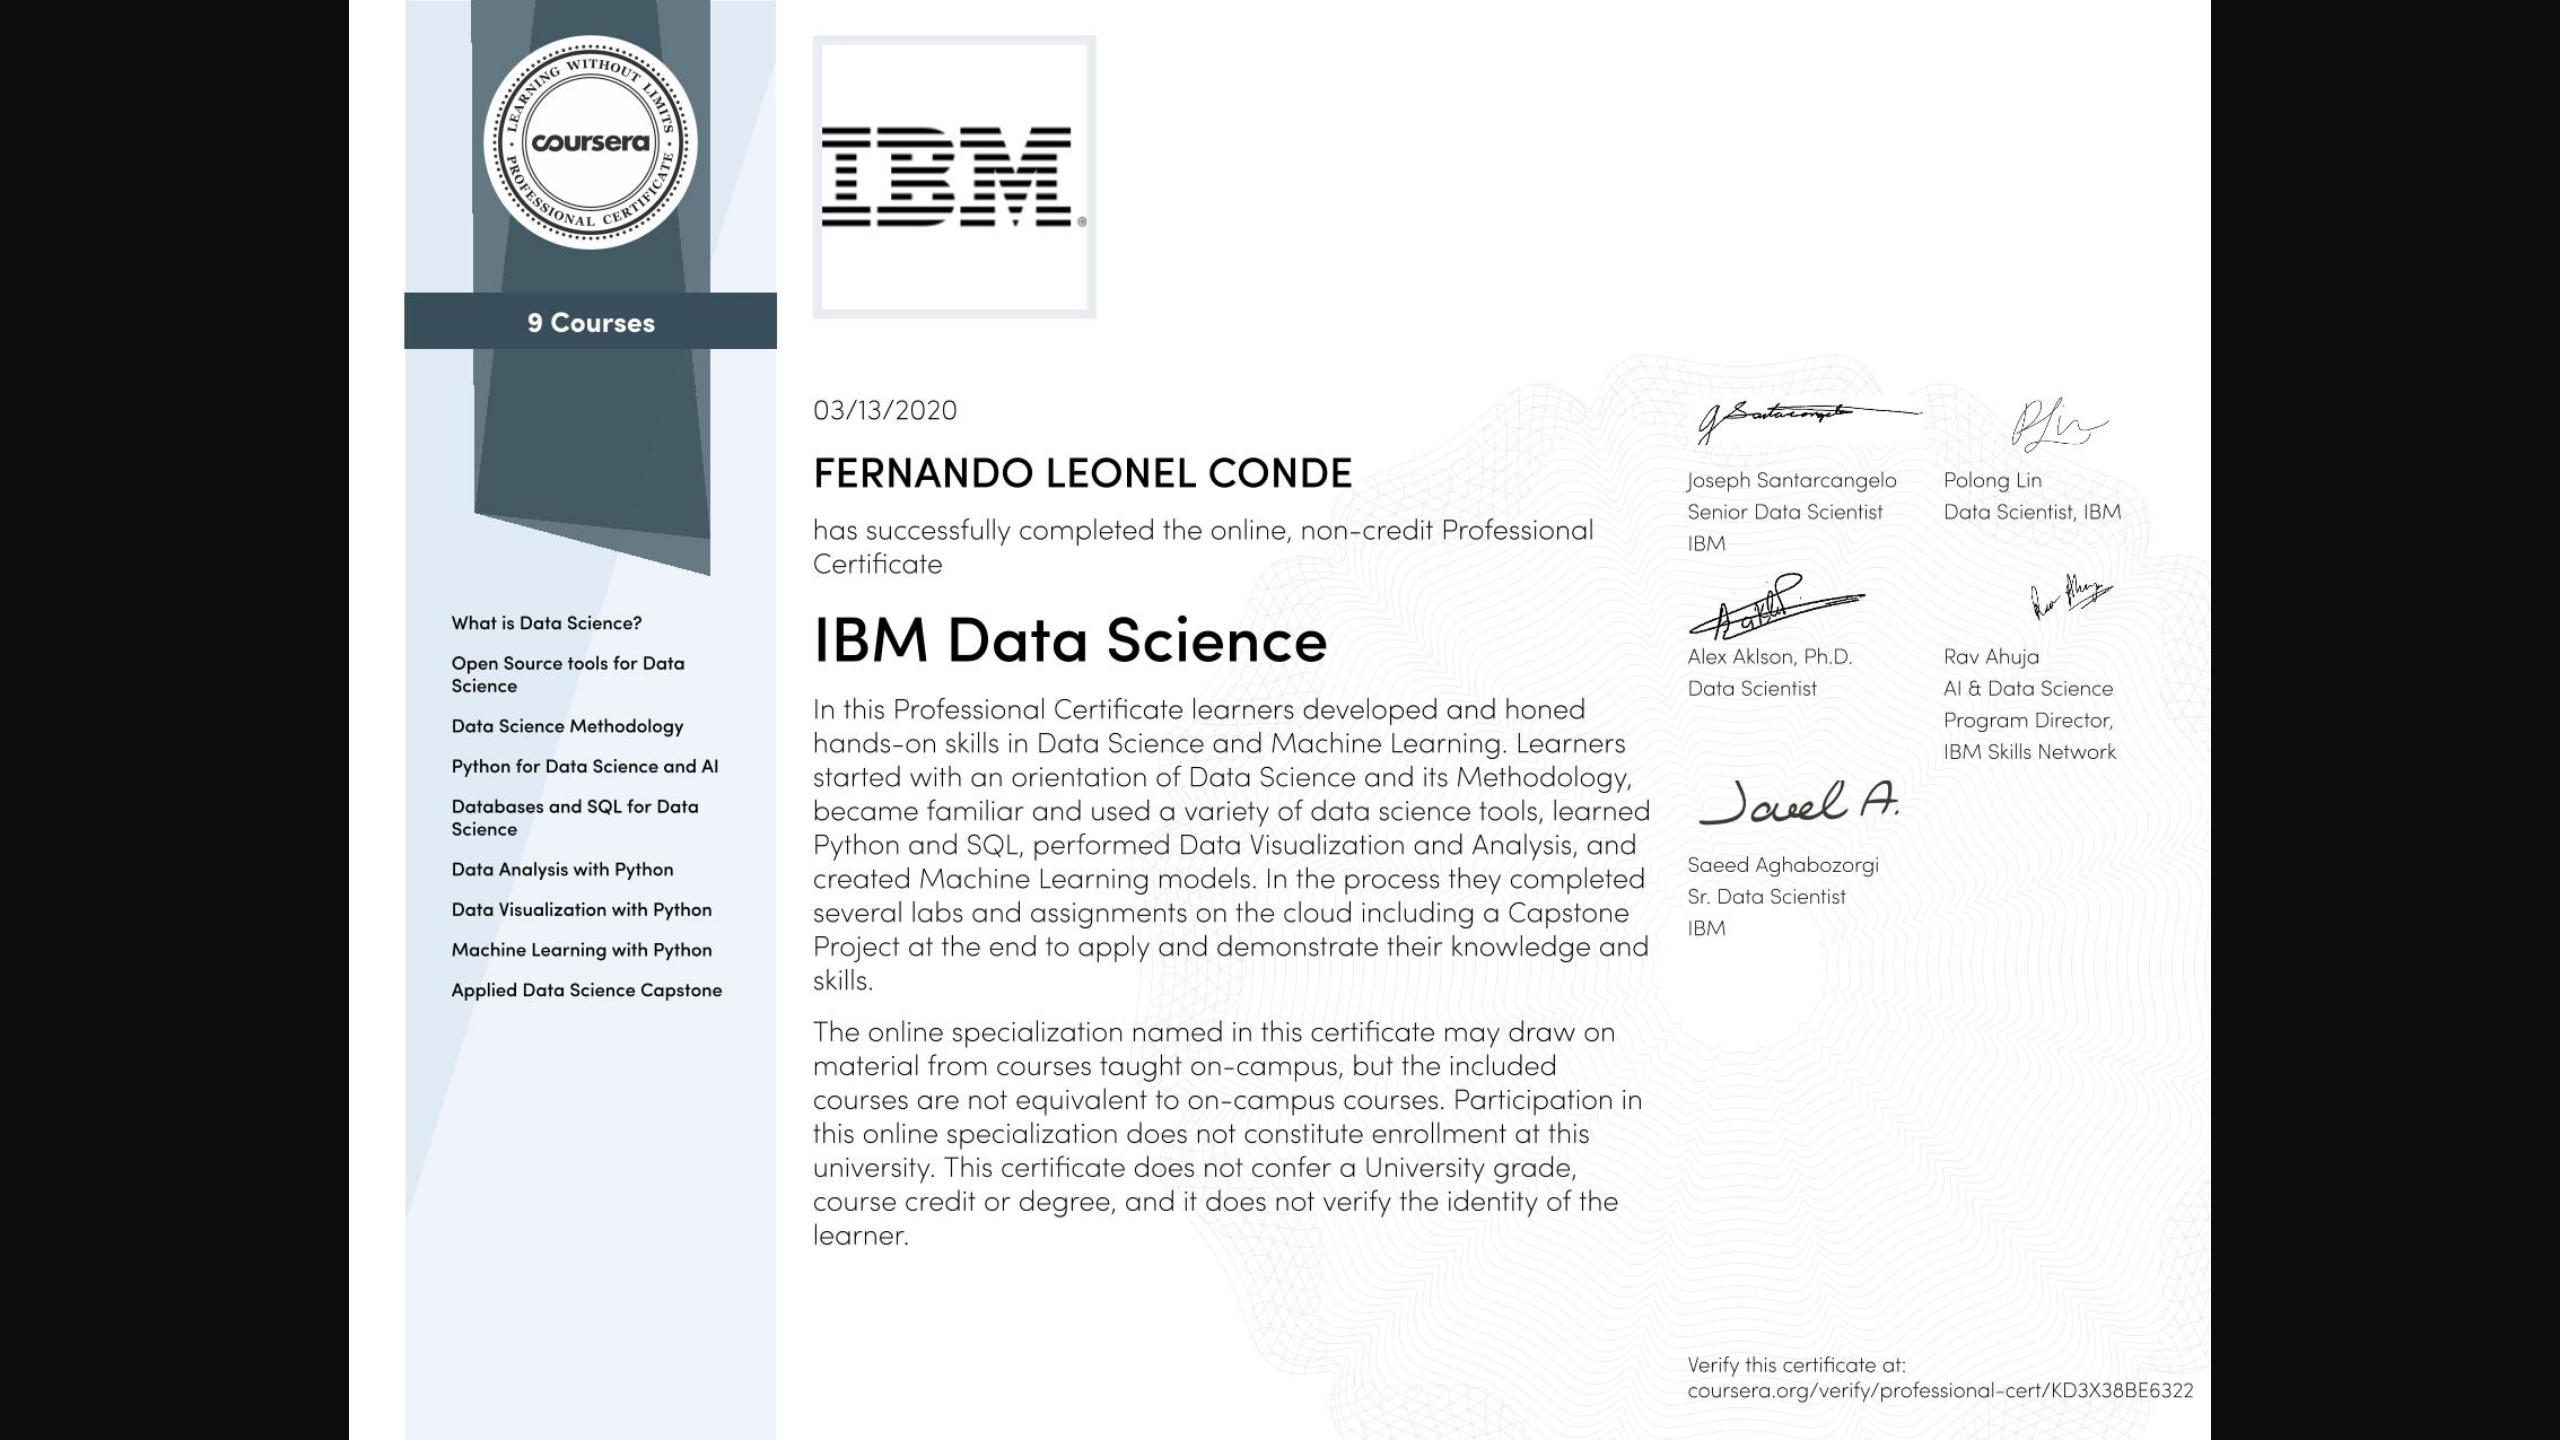 LEARNING WITHOUT LIMITS
coursera
PROFESSIONAL CERTIFICATE
9 Courses
What is Data Science?
Open Source tools for Data
Science
Data Science Methodology
Python for Data Science and AI
Databases and SQL for Data
Science
Data Analysis with Python
Data Visualization with Python
Machine Learning with Python
Applied Data Science Capstone
IBM®
03/13/2020
FERNANDO LEONEL CONDE
has successfully completed the online, non-credit Professional
Certificate
IBM Data Science
In this Professional Certificate learners developed and honed
hands-on skills in Data Science and Machine Learning. Learners
started with an orientation of Data Science and its Methodology,
became familiar and used a variety of data science tools, learned
Python and SQL, performed Data Visualization and Analysis, and
created Machine Learning models. In the process they completed
several labs and assignments on the cloud including a Capstone
Project at the end to apply and demonstrate their knowledge and
skills.
The online specialization named in this certificate may draw on
material from courses taught on-campus, but the included
courses are not equivalent to on-campus courses. Participation in
this online specialization does not constitute enrollment at this
university. This certificate does not confer a University grade,
course credit or degree, and it does not verify the identity of the
learner.
Joseph Santarcangelo
Senior Data Scientist
IBM
Polong Lin
Data Scientist, IBM
Alex Aklson, Ph.D.
Data Scientist
Rav Ahuja
AI & Data Science
Program Director,
IBM Skills Network
Saeed Aghabozorgi
Sr. Data Scientist
IBM
Verify this certificate at:
coursera.org/verify/professional-cert/KD3X38BE6322